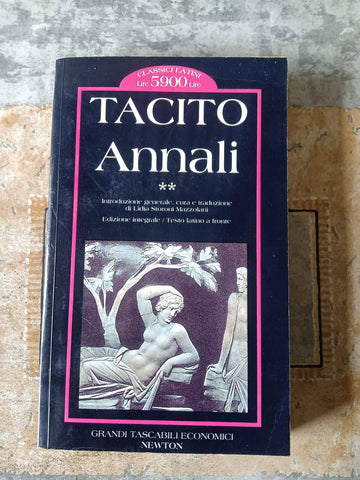 CLASSICI LATINI
Lire 5900 Lire
TACITO
Annali
**
Introduzione generale, cura e traduzione
di Lidia Storoni Mazzolani
Edizione integrale / Testo latino a fronte
GRANDI TASCABILI ECONOMICI
NEWTON